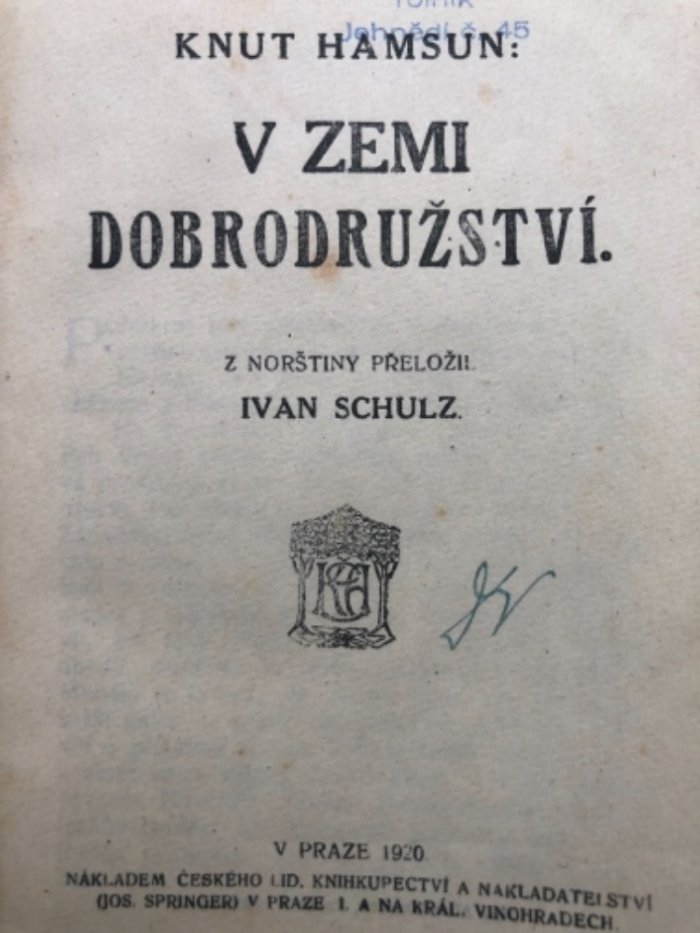 rolník
KNUT HAMSUN:
V ZEMI
DOBRODRUŽSTVÍ.
Z NORŠTINY PŘELOŽIL
IVAN SCHULZ.
V PRAZE 1920.
NÁKLADEM ČESKÉHO LID. KNIHKUPECTVÍ A NAKLADATELSTVÍ
(JOS. SPRINGER) V PRAZE I. A NA KRÁL. VINOHRADECH.